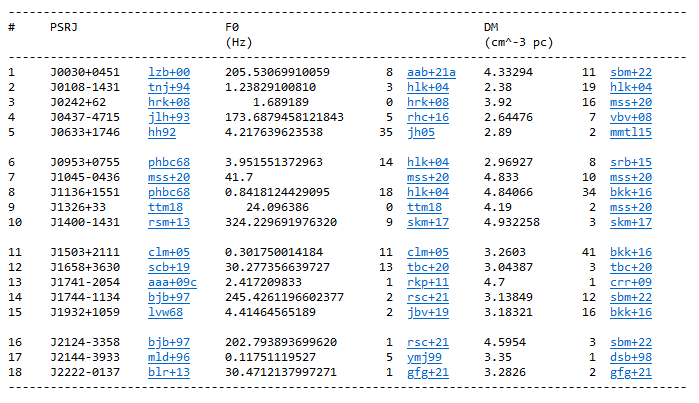 # PSRJ F0 DM
(Hz) (cm^-3 pc)
1 J0030+0451 lzb+00 205.53069910059 8 aab+21a 4.33294 11 sbm+22
2 J0108-1431 tnj+94 1.23829100810 3 hlk+04 2.38 19 hlk+04
3 J0242+62 hrk+08 1.689189 0 hrk+08 3.92 16 mss+20
4 J0437-4715 jlh+93 173.6879458121843 5 rhc+16 2.64476 7 vbv+08
5 J0633+1746 hh92 4.217639623538 35 jh05 2.89 2 mmtl15
6 J0953+0755 phbc68 3.951551372963 14 hlk+04 2.96927 8 srb+15
7 J1045-0436 mss+20 41.7 mss+20 4.833 10 mss+20
8 J1136+1551 phbc68 0.8418124429095 18 hlk+04 4.84066 34 bkk+16
9 J1326+33 ttm18 24.096386 0 ttm18 4.19 2 mss+20
10 J1400-1431 rsm+13 324.229691976320 9 skm+17 4.932258 3 skm+17
11 J1503+2111 clm+05 0.301750014184 11 clm+05 3.2603 41 bkk+16
12 J1658+3630 scb+19 30.277356639727 13 tbc+20 3.04387 3 tbc+20
13 J1741-2054 aaa+09c 2.417209833 1 rkp+11 4.7 1 crr+09
14 J1744-1134 bjb+97 245.4261196602377 2 rsc+21 3.13849 12 sbm+22
15 J1932+1059 lvw68 4.41464565189 2 jbv+19 3.18321 16 bkk+16
16 J2124-3358 bjb+97 202.793893699620 1 rsc+21 4.5954 3 sbm+22
17 J2144-3933 mld+96 0.11751119527 5 ymj99 3.35 1 dsb+98
18 J2222-0137 blr+13 30.4712137997271 1 gfg+21 3.2826 2 gfg+21